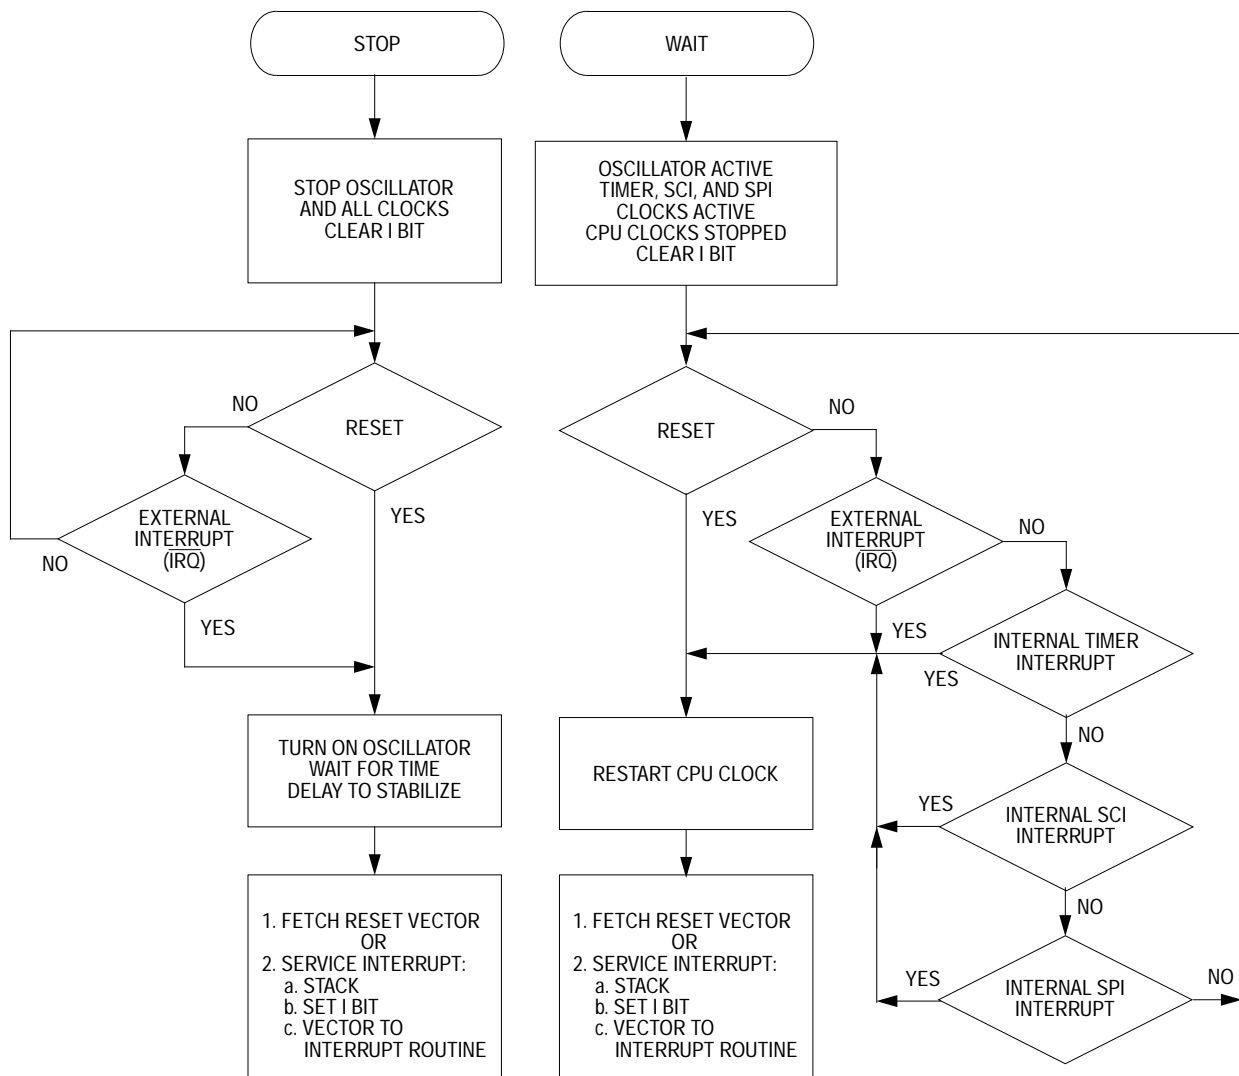 STOP
STOP OSCILLATOR
AND ALL CLOCKS
CLEAR I BIT
RESET
NO
YES
EXTERNAL
INTERRUPT
(I̅R̅Q̅)
NO
YES
TURN ON OSCILLATOR
WAIT FOR TIME
DELAY TO STABILIZE
1. FETCH RESET VECTOR
OR
2. SERVICE INTERRUPT:
a. STACK
b. SET I BIT
c. VECTOR TO
INTERRUPT ROUTINE
WAIT
OSCILLATOR ACTIVE
TIMER, SCI, AND SPI
CLOCKS ACTIVE
CPU CLOCKS STOPPED
CLEAR I BIT
RESET
NO
YES
EXTERNAL
INTERRUPT
(I̅R̅Q̅)
NO
YES
INTERNAL TIMER
INTERRUPT
YES
NO
RESTART CPU CLOCK
INTERNAL SCI
INTERRUPT
YES
NO
INTERNAL SPI
INTERRUPT
YES
NO
1. FETCH RESET VECTOR
OR
2. SERVICE INTERRUPT:
a. STACK
b. SET I BIT
c. VECTOR TO
INTERRUPT ROUTINE